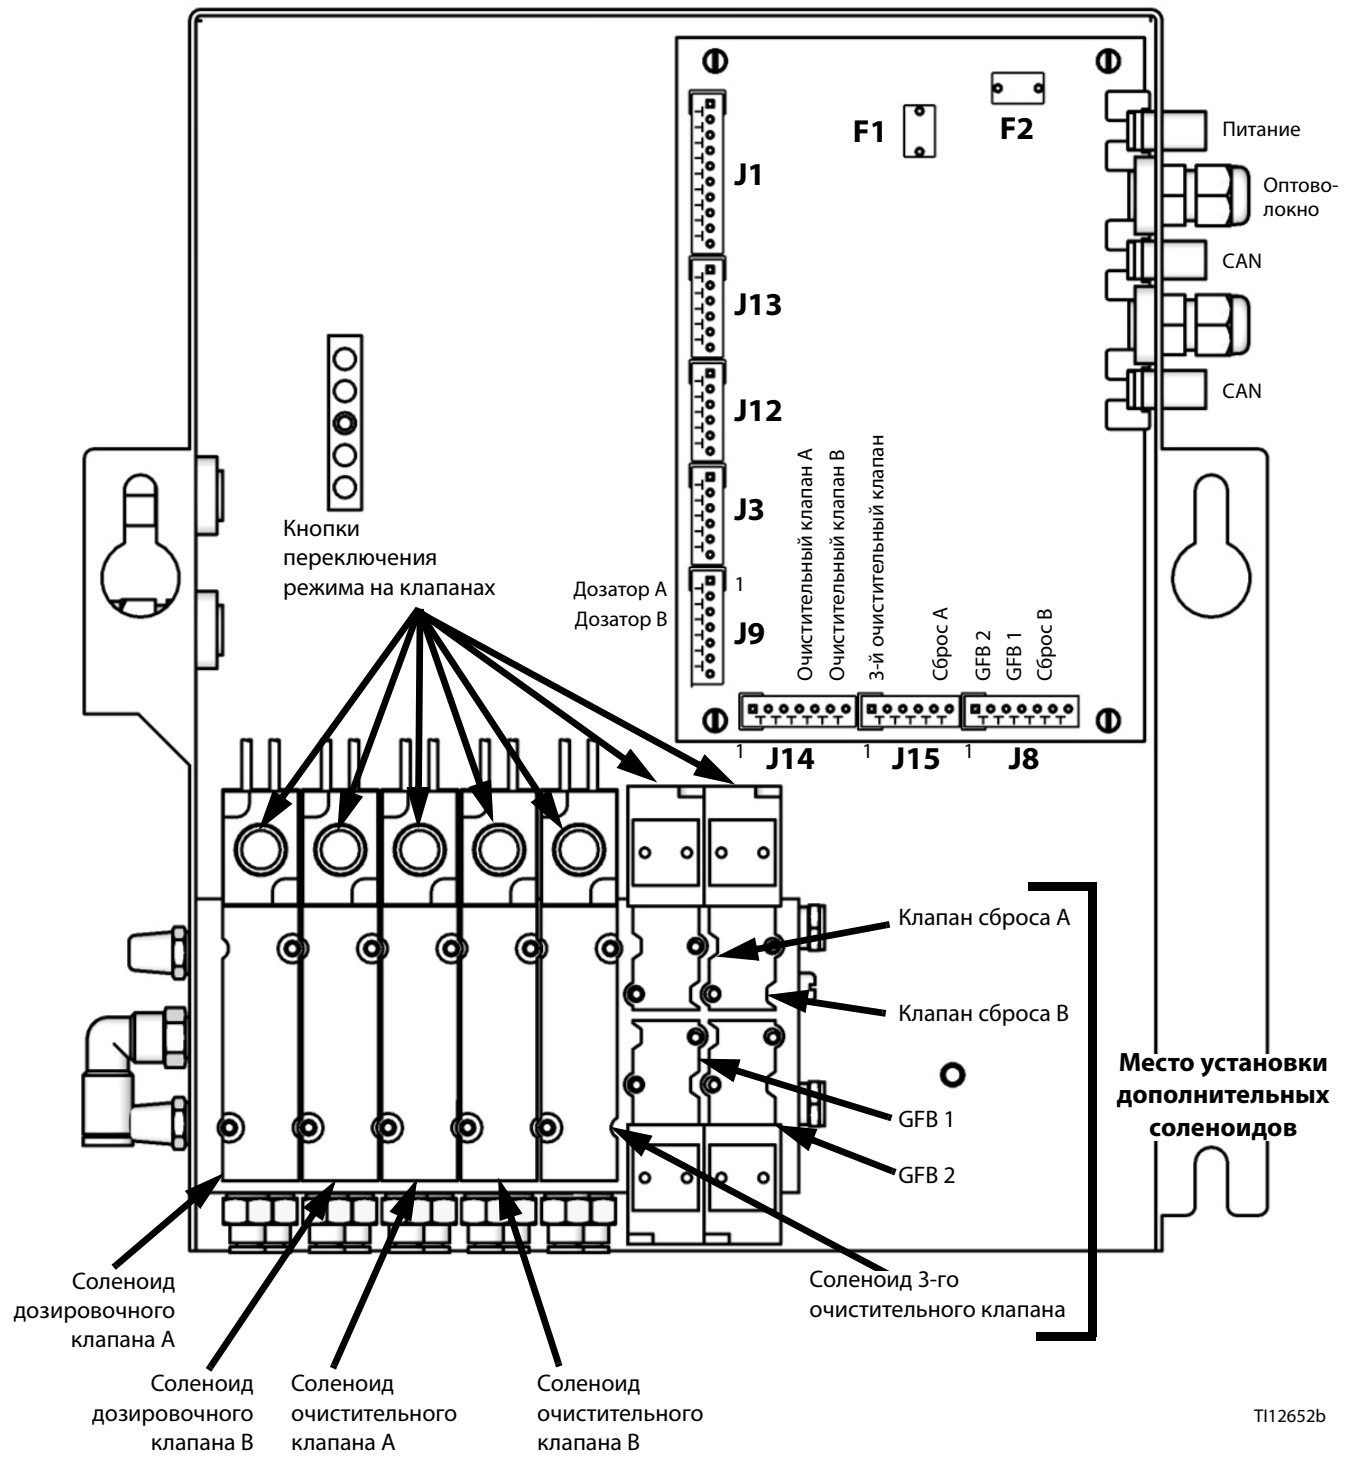 F1
F2
J1
J13
J12
J3
J9
Питание
Оптово-
локно
CAN
CAN
Кнопки
переключения
режима на клапанах
Дозатор А
Дозатор В
1
Очистительный клапан А
Очистительный клапан В
3-й очистительный клапан
Сброс А
GFB 2
GFB 1
Сброс В
1
J14
1
J15
1
J8
Клапан сброса А
Клапан сброса В
GFB 1
GFB 2
Место установки
дополнительных
соленоидов
Соленоид 3-го
очистительного клапана
Соленоид
дозировочного
клапана А
Соленоид
дозировочного
клапана В
Соленоид
очистительного
клапана А
Соленоид
очистительного
клапана В
TI12652b